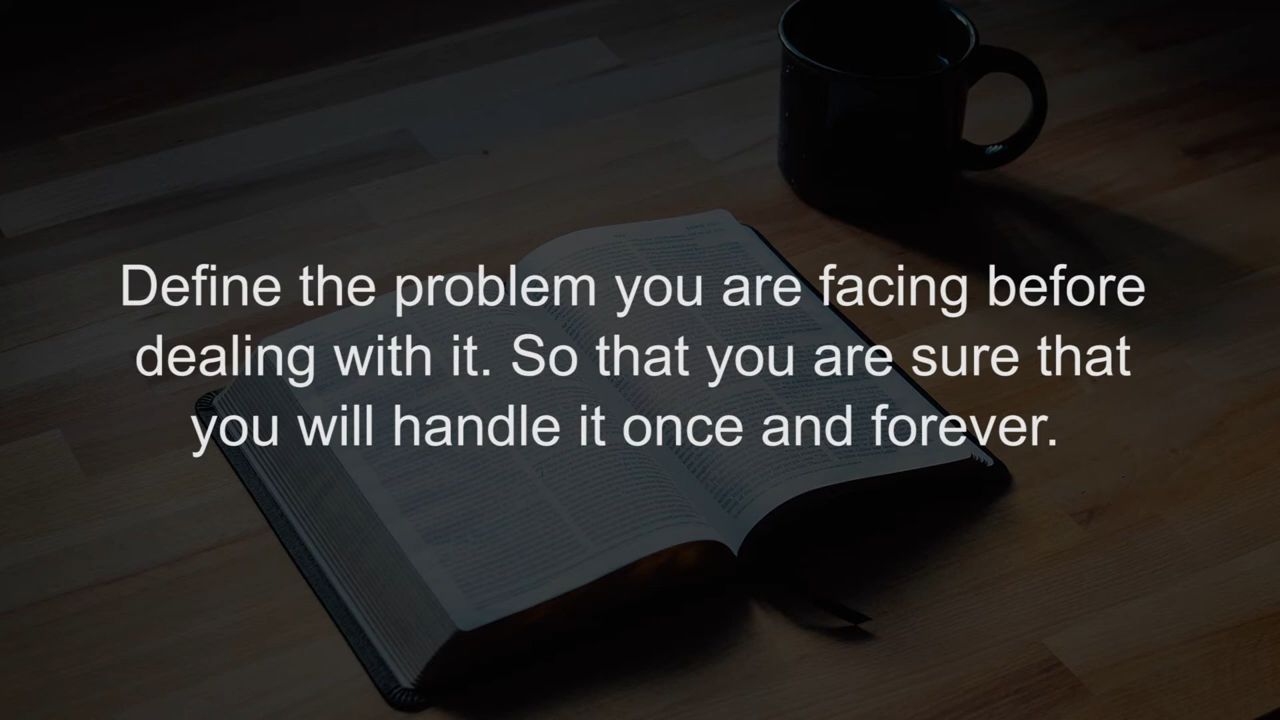 Define the problem you are facing before
dealing with it. So that you are sure that
you will handle it once and forever.